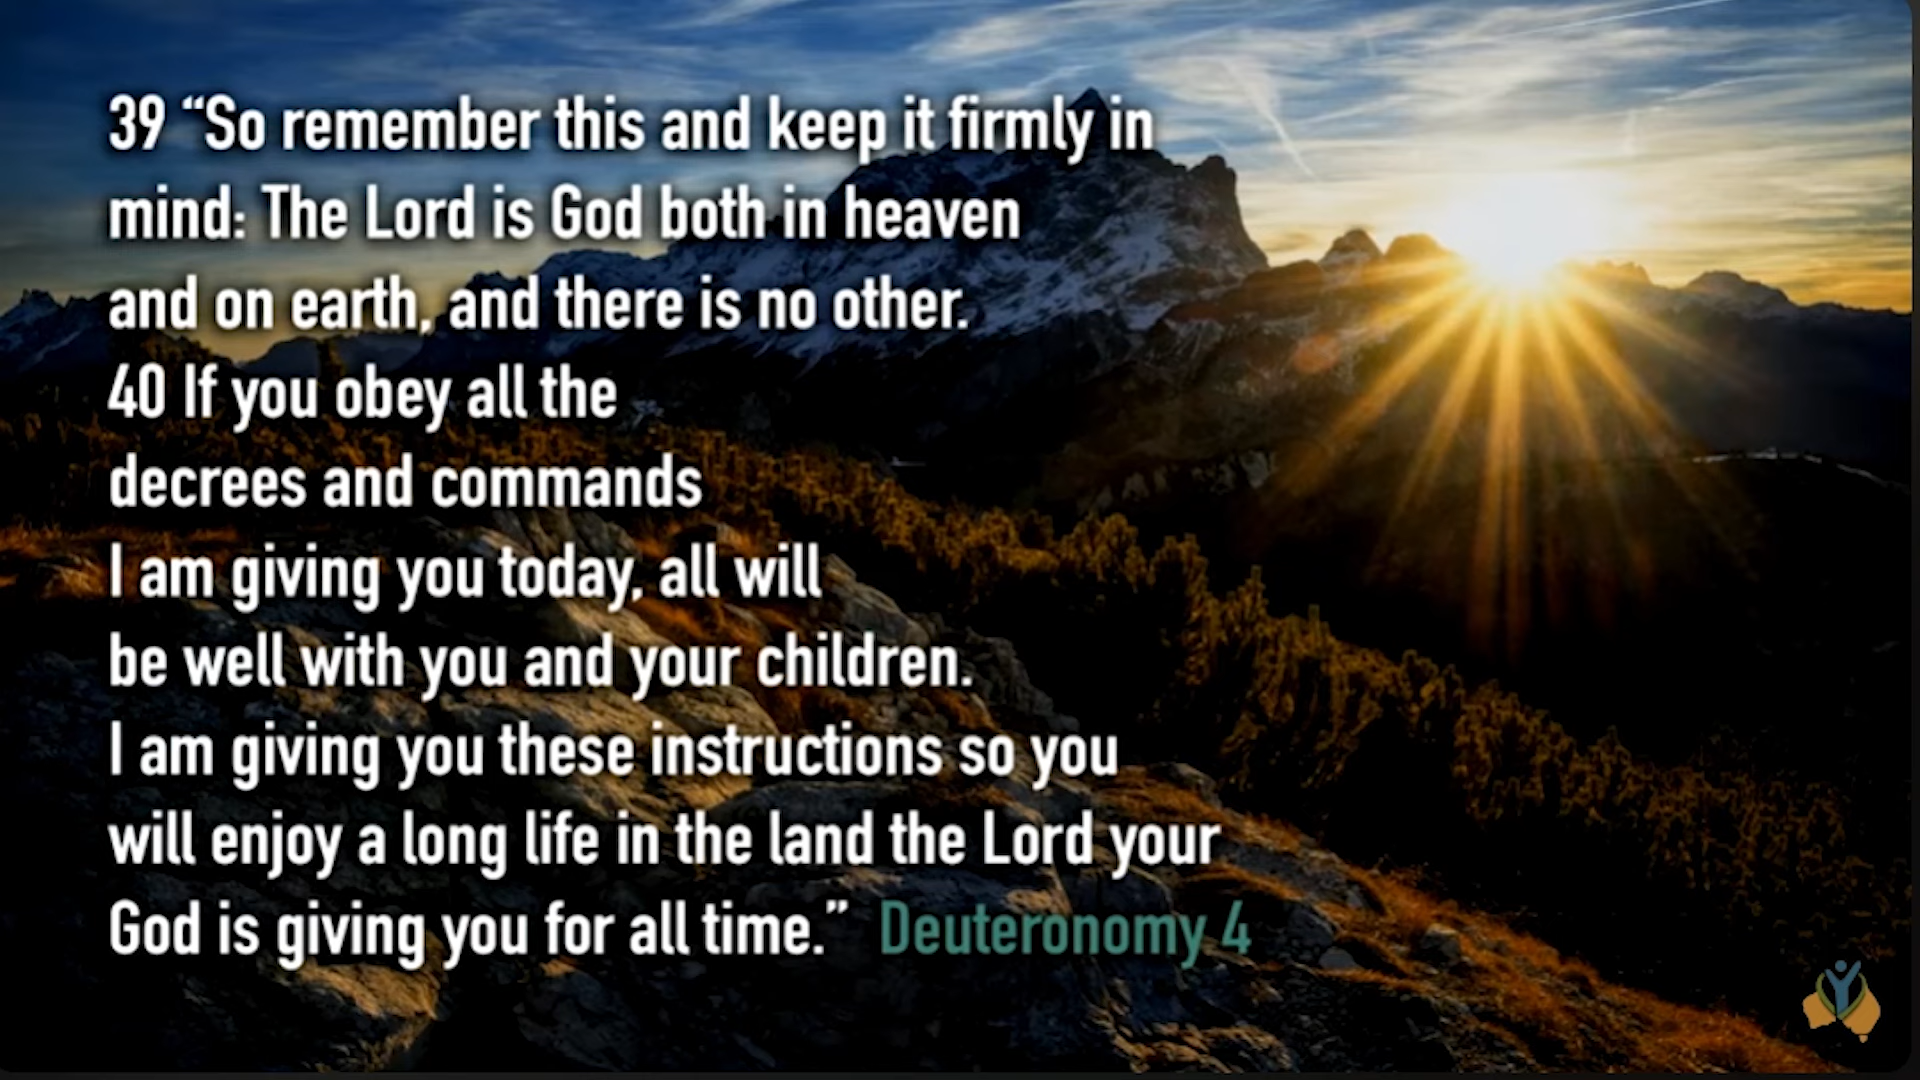 39 “So remember this and keep it firmly in
mind: The Lord is God both in heaven
and on earth, and there is no other.
40 If you obey all the
decrees and commands
I am giving you today, all will
be well with you and your children.
I am giving you these instructions so you
will enjoy a long life in the land the Lord your
God is giving you for all time.” Deuteronomy 4